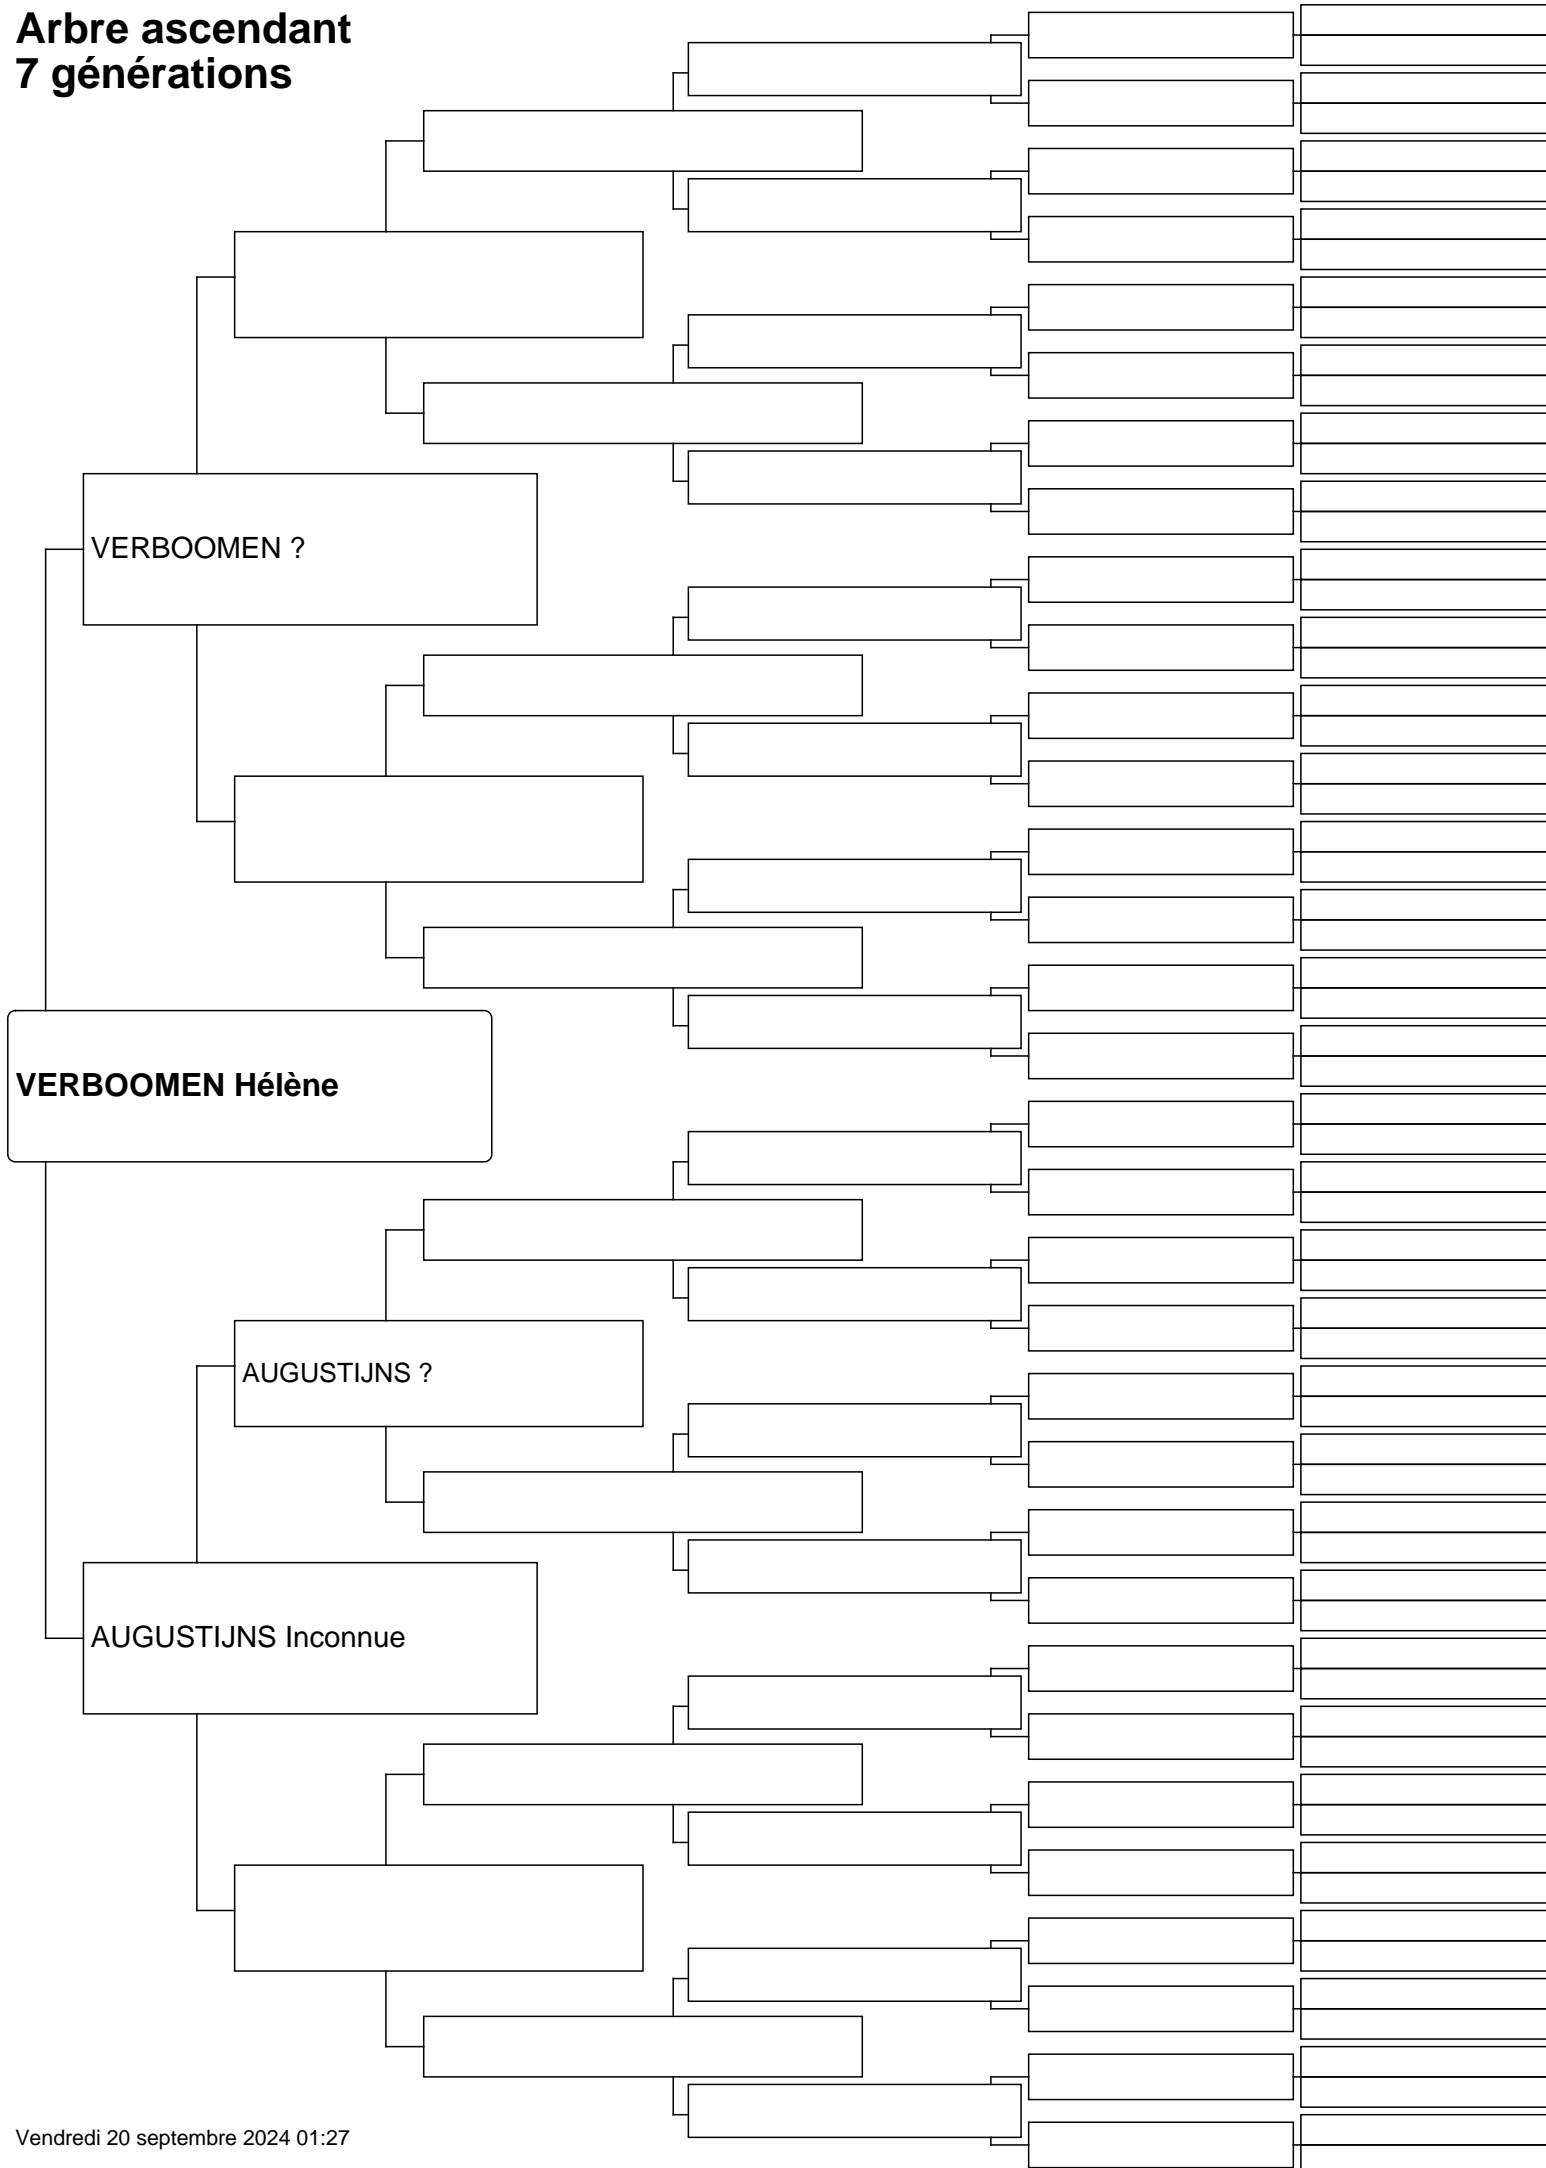 Arbre ascendant
7 générations
VERBOOMEN ?
VERBOOMEN Hélène
AUGUSTIJNS ?
AUGUSTIJNS Inconnue
Vendredi 20 septembre 2024 01:27